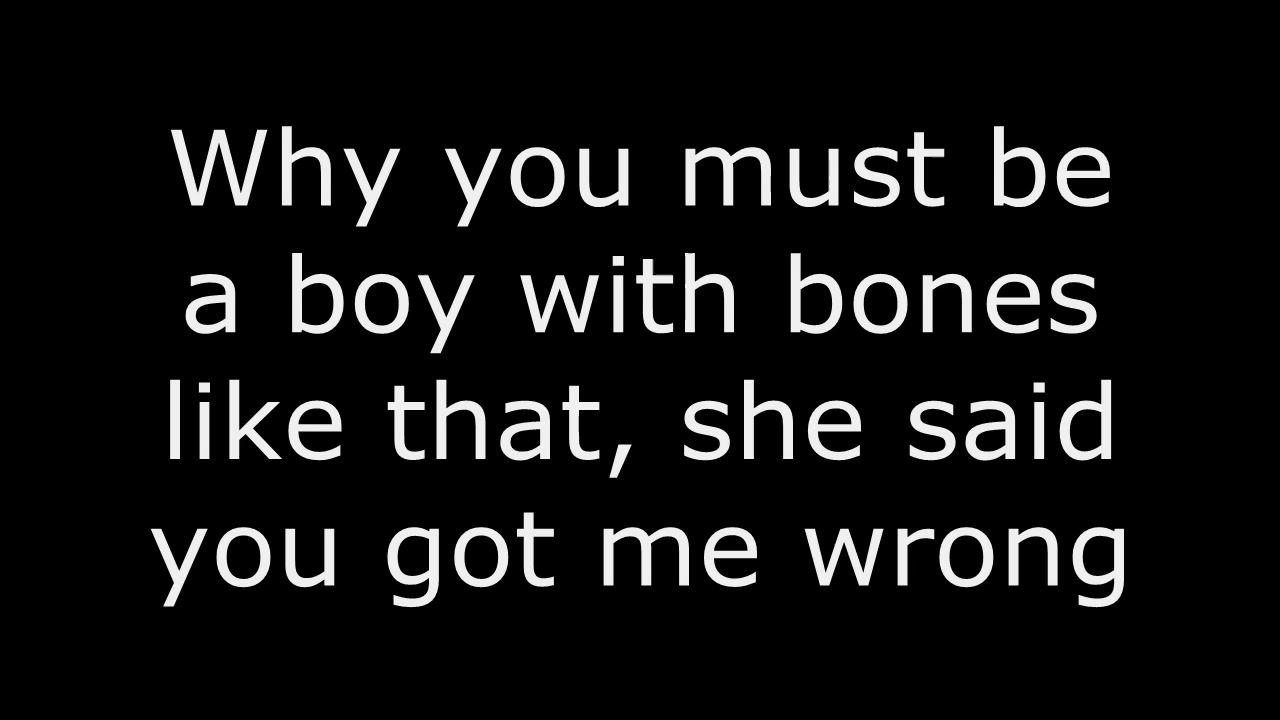 Why you must be
a boy with bones
like that, she said
you got me wrong